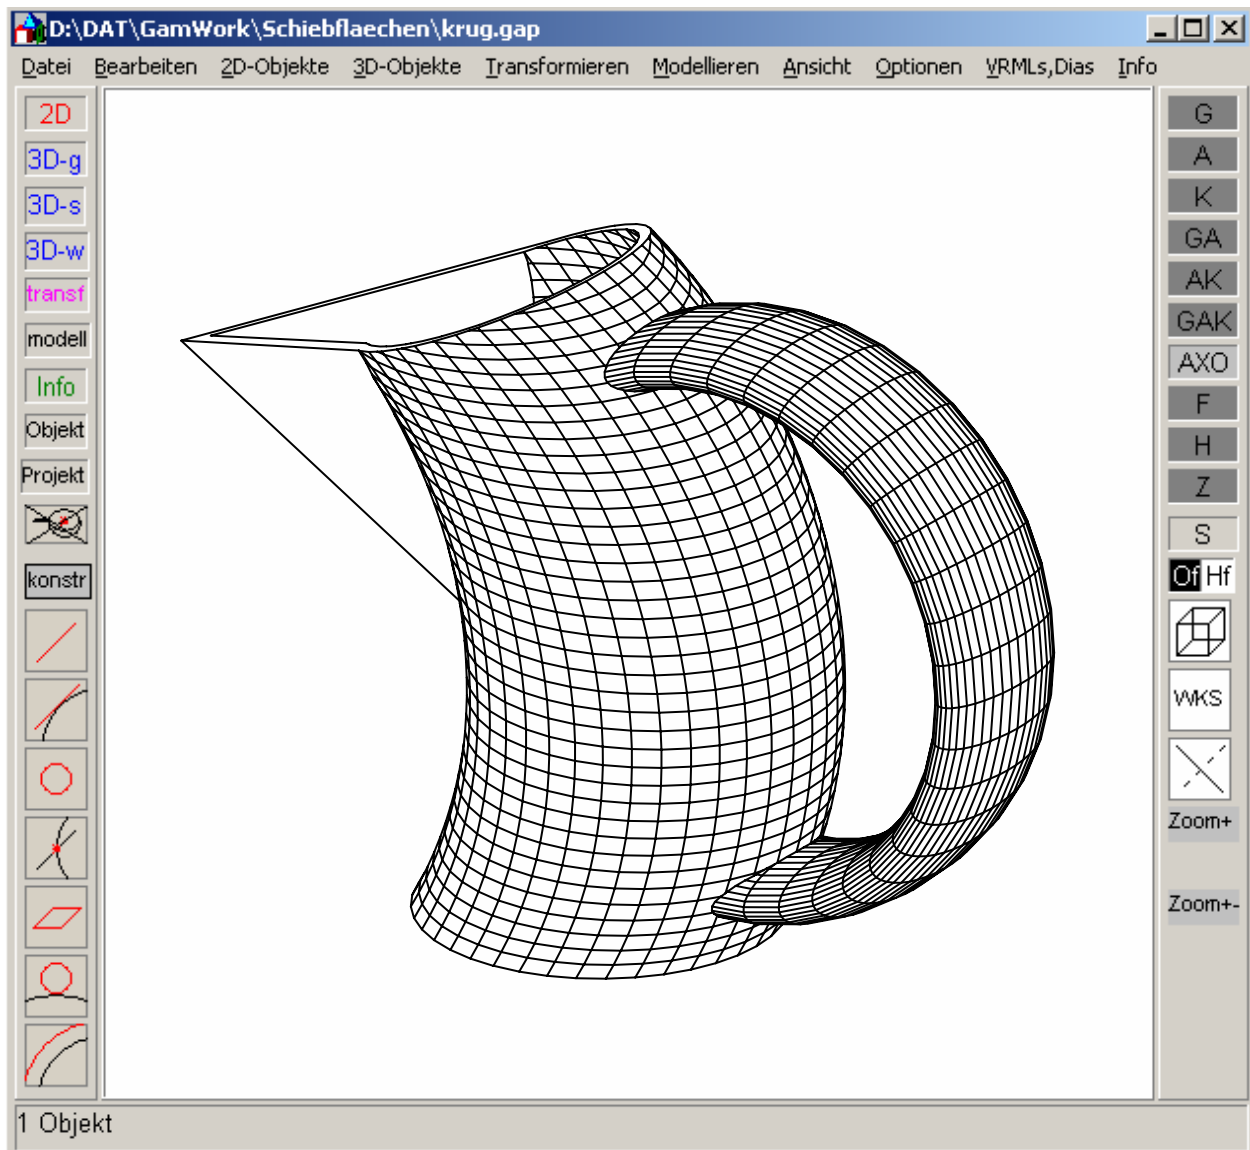 D:\DAT\GamWork\Schiebflaechen\krug.gap
Datei Bearbeiten 2D-Objekte 3D-Objekte Transformieren Modellieren Ansicht Optionen VRMLs,Dias Info
2D
3D-g
3D-s
3D-w
transf
modell
Info
Objekt
Projekt
konstr
G
A
K
GA
AK
GAK
AXO
F
H
Z
S
Of Hf
WKS
Zoom+
Zoom+-
1 Objekt